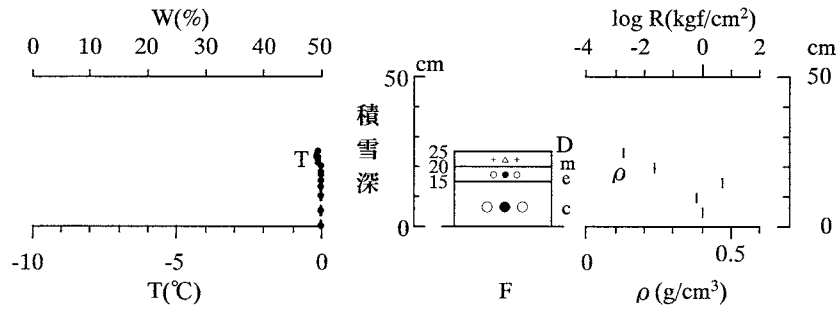 W(%)
0 10 20 30 40 50
T
-10 -5 0
T(℃)
積雪深
cm
50
0
25
20
15
D
m
e
c
F
log R(kgf/cm²)
-4 -2 0 2
cm
50
0
ρ
0 0.5
ρ (g/cm³)